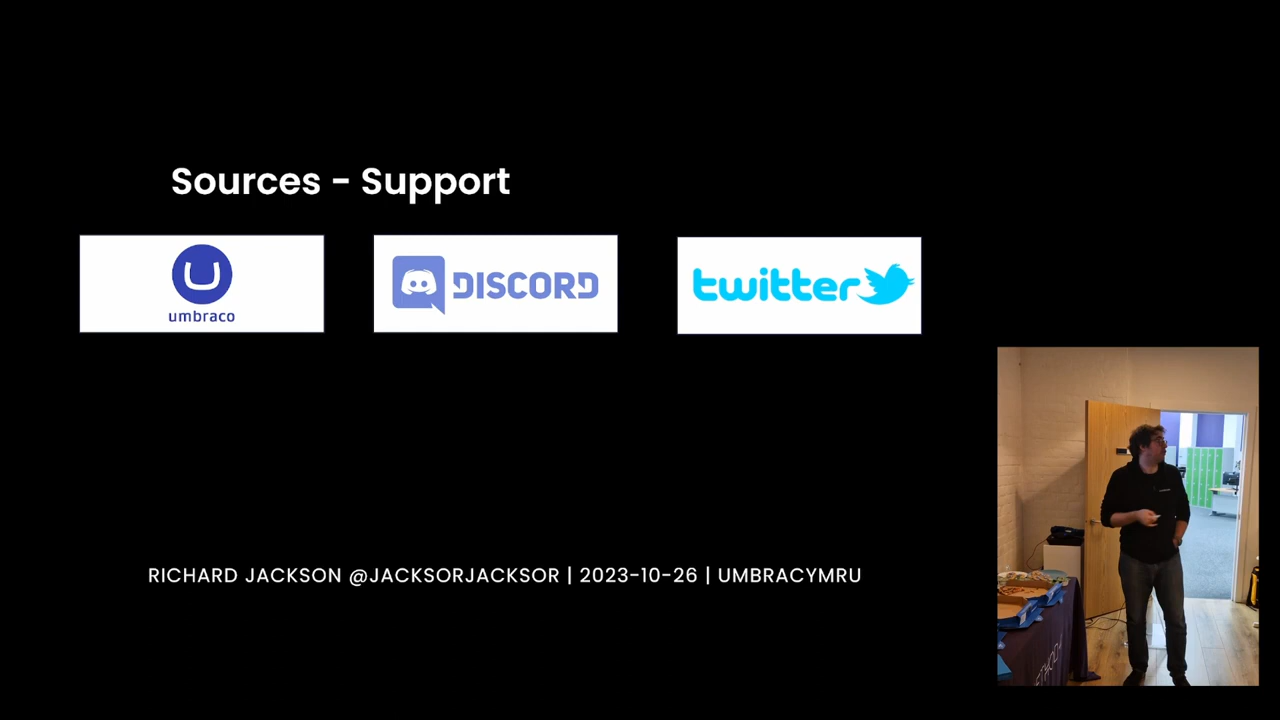 Sources - Support
umbraco
DISCORD
twitter
RICHARD JACKSON @JACKSORJACKSOR | 2023-10-26 | UMBRACYMRU